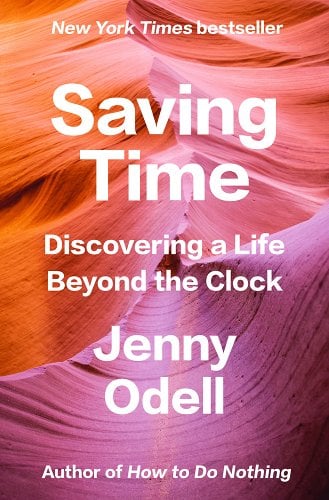 New York Times bestseller
Saving
Time
Discovering a Life
Beyond the Clock
Jenny
Odell
Author of How to Do Nothing